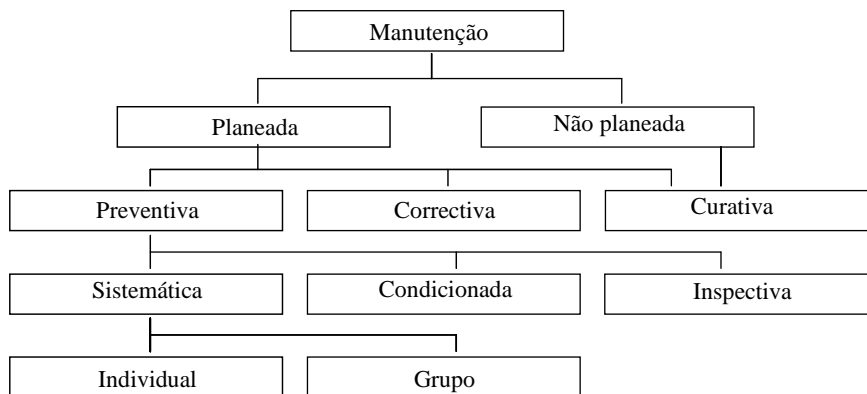 Manutenção
Planeada
Não planeada
Preventiva
Correctiva
Curativa
Sistemática
Condicionada
Inspectiva
Individual
Grupo